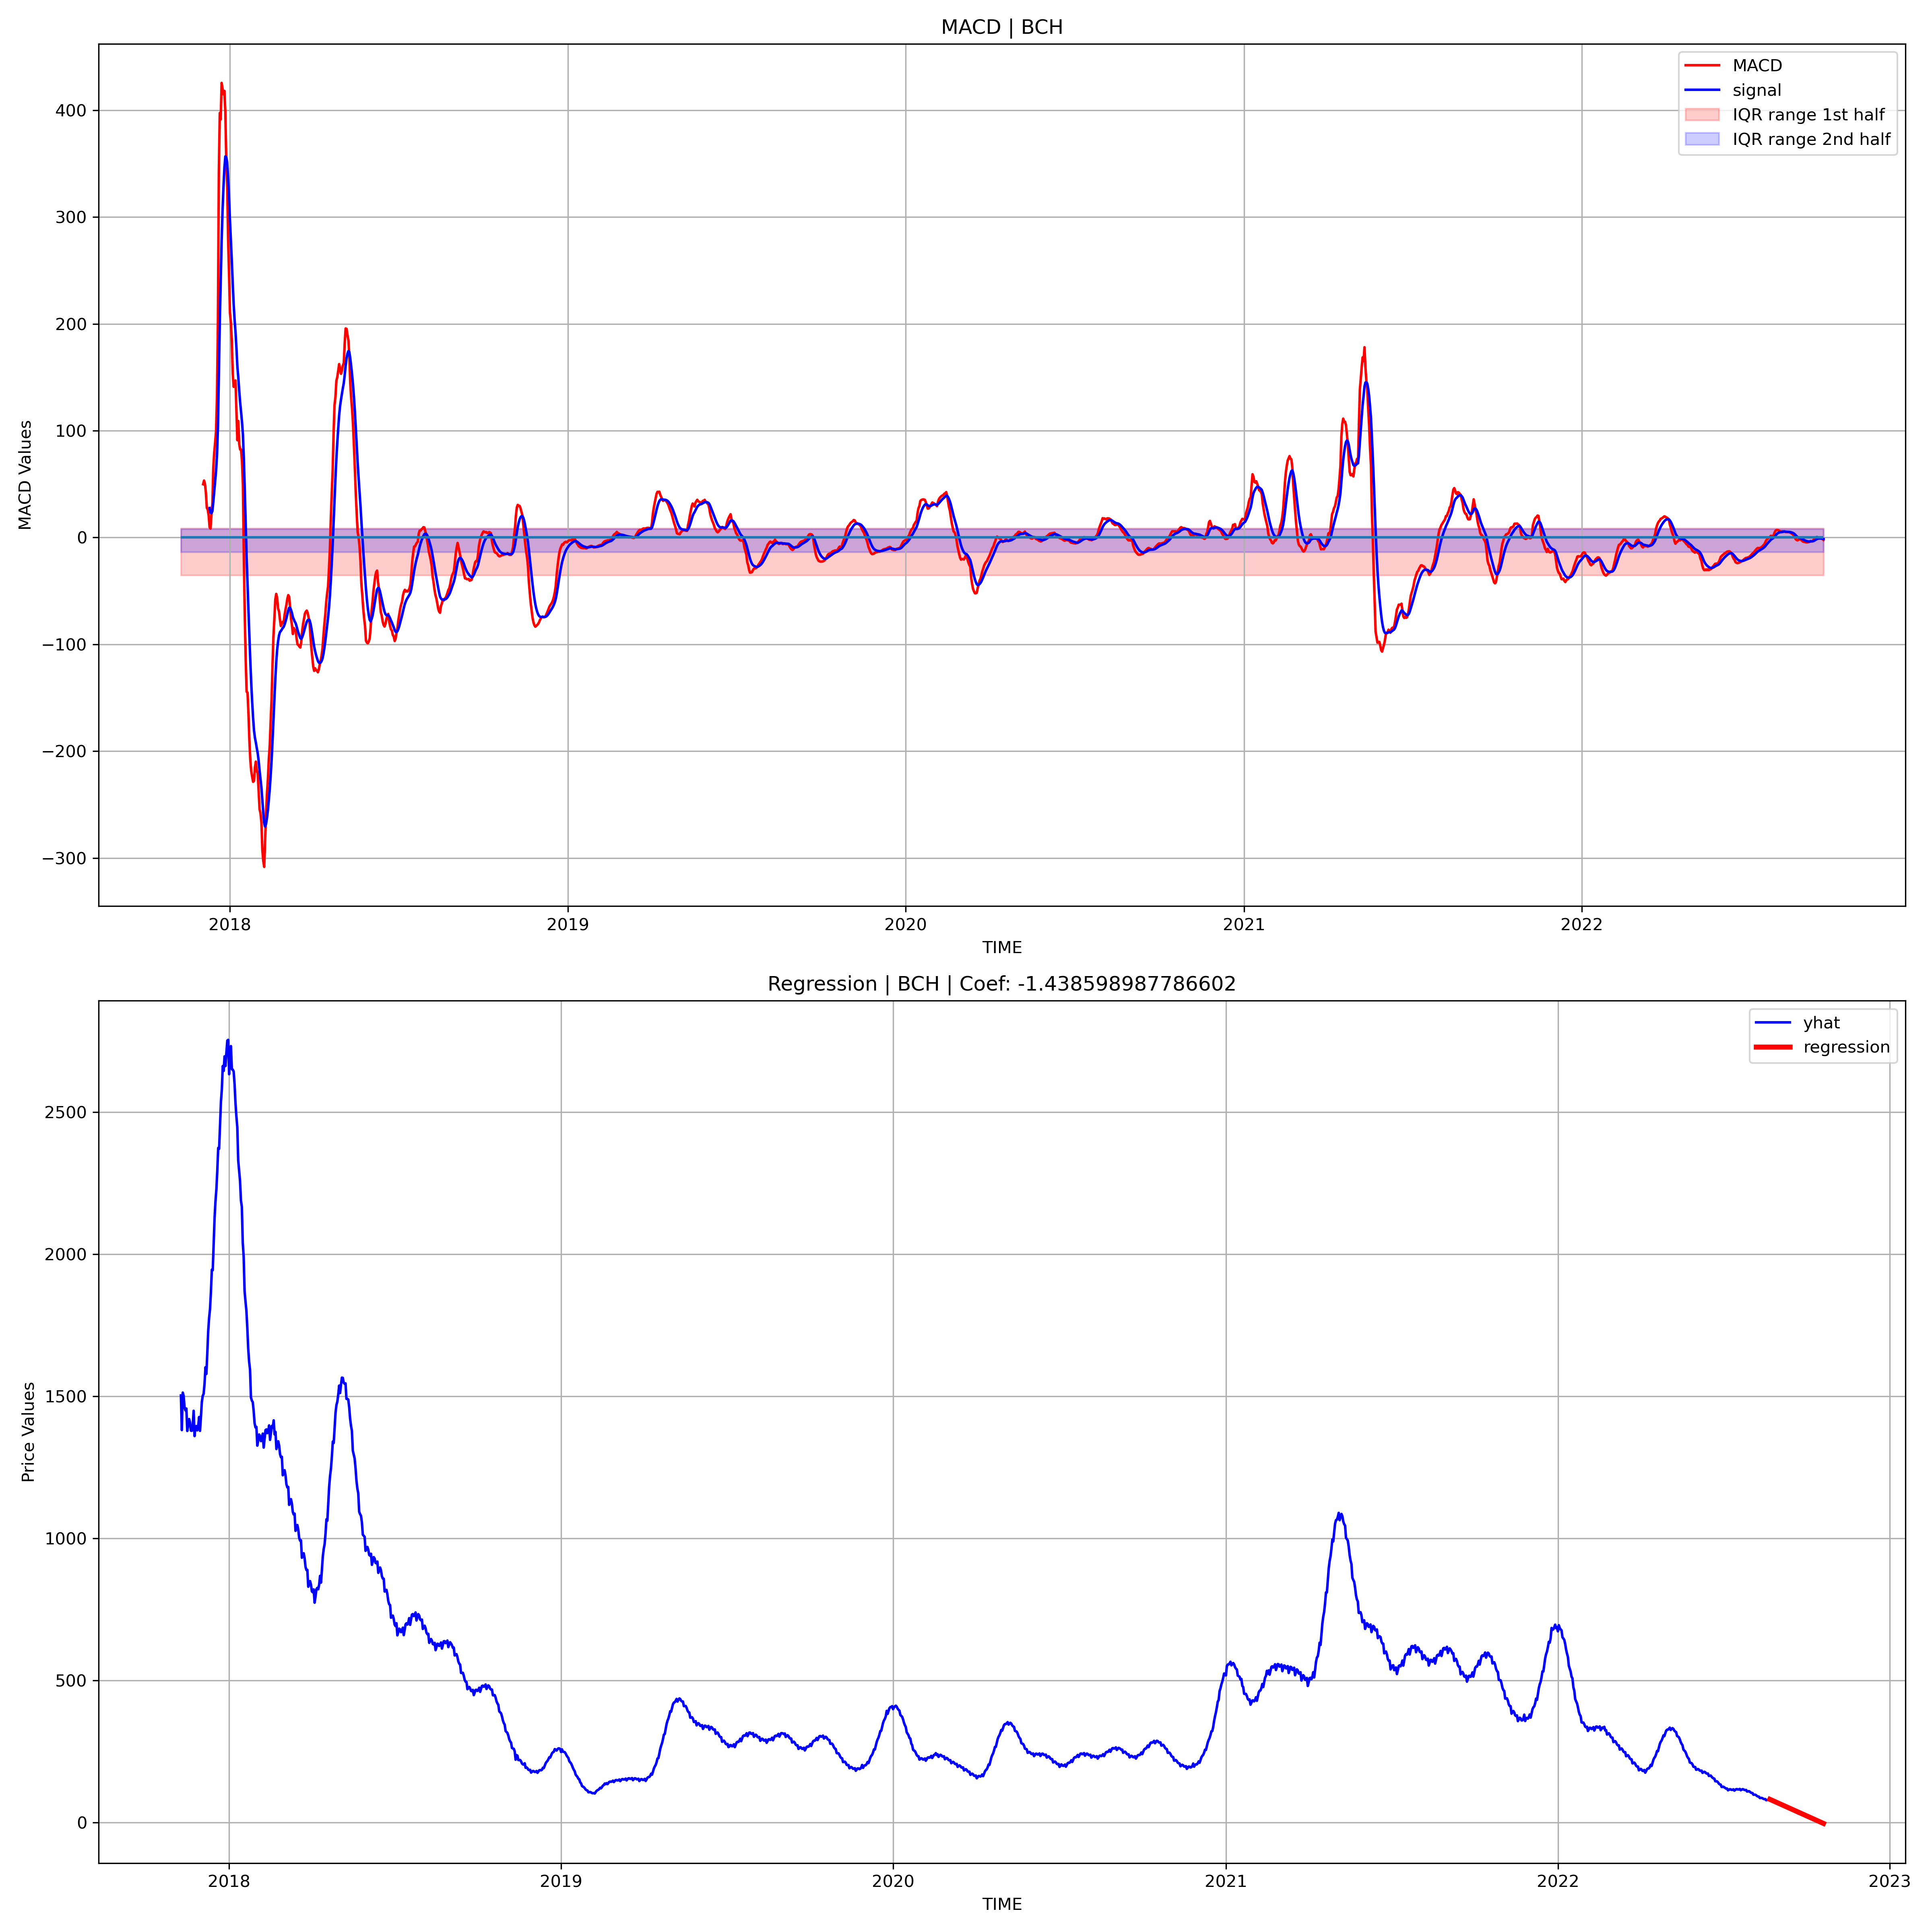 MACD | BCH
MACD
signal
IQR range 1st half
IQR range 2nd half
400
300
200
100
0
−100
−200
−300
MACD Values
2018 2019 2020 2021 2022
TIME
Regression | BCH | Coef: -1.438598987786602
yhat
regression
2500
2000
1500
1000
500
0
Price Values
2018 2019 2020 2021 2022 2023
TIME